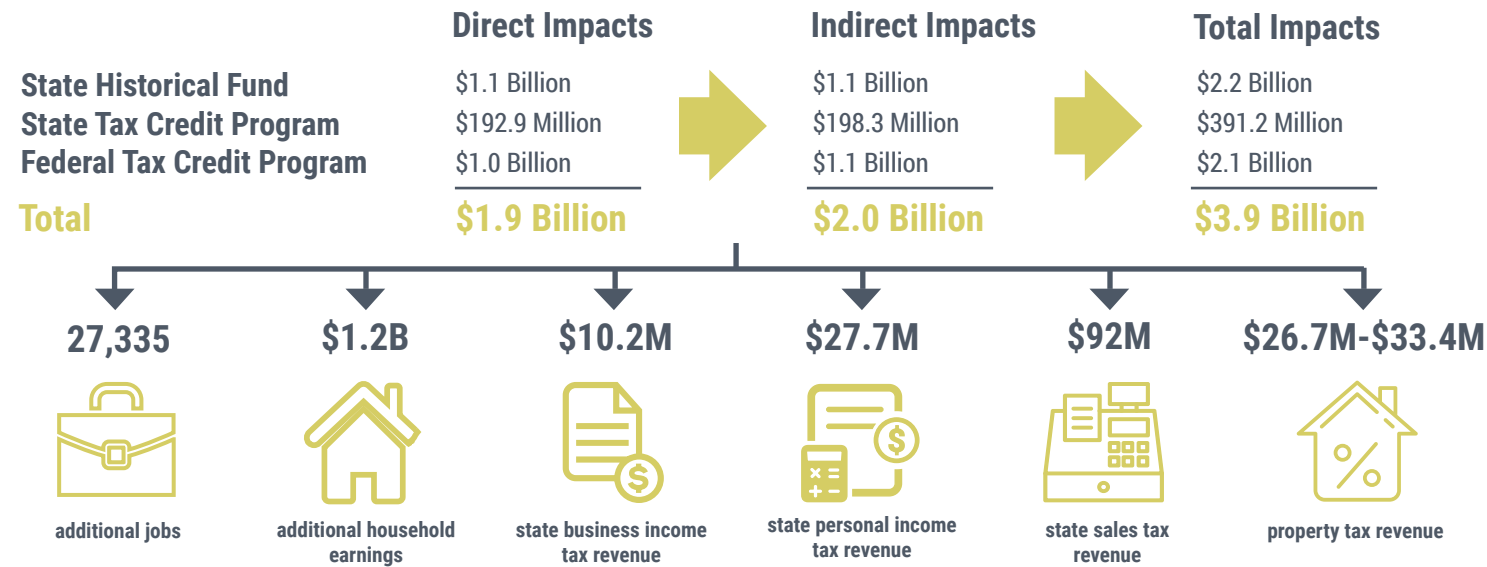 Direct Impacts Indirect Impacts Total Impacts
State Historical Fund $1.1 Billion $1.1 Billion $2.2 Billion
State Tax Credit Program $192.9 Million $198.3 Million $391.2 Million
Federal Tax Credit Program $1.0 Billion $1.1 Billion $2.1 Billion
Total $1.9 Billion $2.0 Billion $3.9 Billion
27,335 $1.2B $10.2M $27.7M $92M $26.7M-$33.4M
additional jobs
additional household
earnings
state business income
tax revenue
state personal income
tax revenue
state sales tax
revenue
property tax revenue